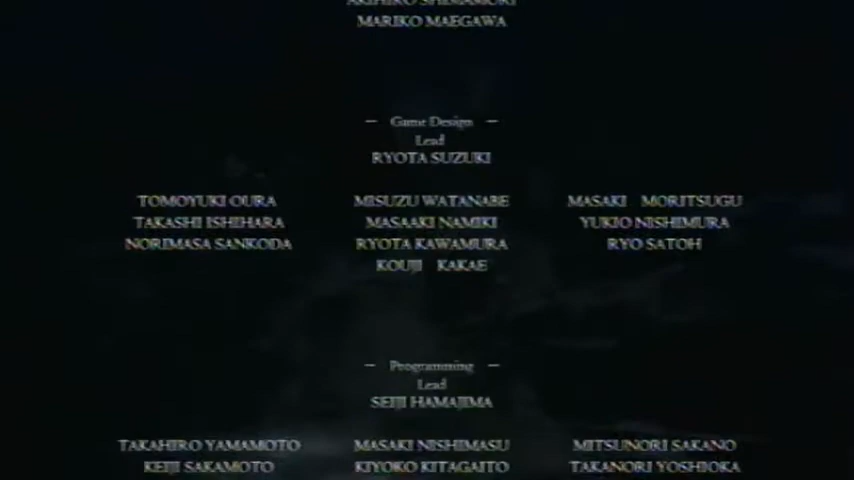 AKIHIRO SHIMAMORI
MARIKO MAEGAWA
– Game Design –
Lead
RYOTA SUZUKI
TOMOYUKI OURA MISUZU WATANABE MASAKI MORITSUGU
TAKASHI ISHIHARA MASAAKI NAMIKI YUKIO NISHIMURA
NORIMASA SANKODA RYOTA KAWAMURA RYO SATOH
KOUJI KAKAE
– Programming –
Lead
SEIJI HAMAJIMA
TAKAHIRO YAMAMOTO MASAKI NISHIMASU MITSUNORI SAKANO
KEIJI SAKAMOTO KIYOKO KITAGAITO TAKANORI YOSHIOKA